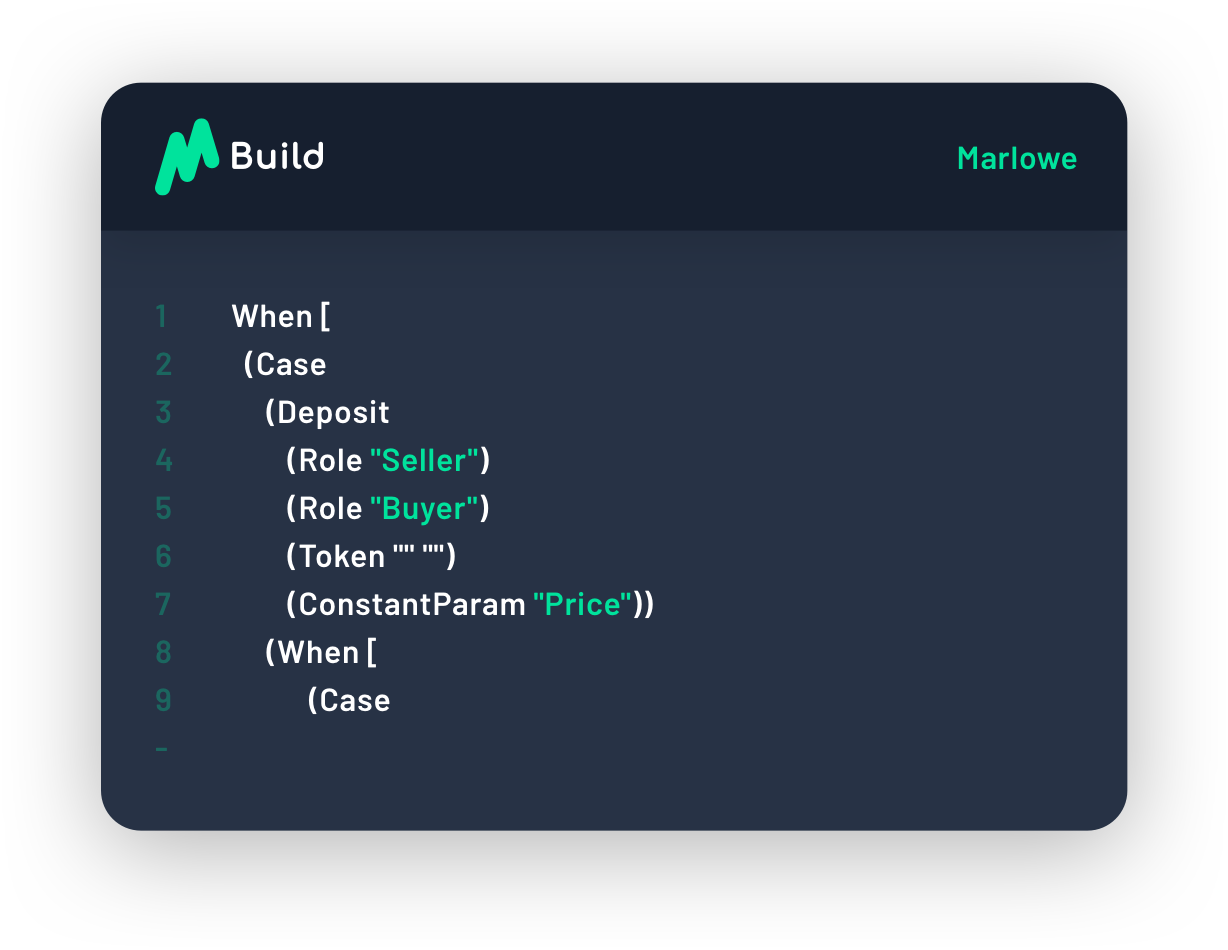 Build
Marlowe
1 When [
2 (Case
3 (Deposit
4 (Role "Seller")
5 (Role "Buyer")
6 (Token "" "")
7 (ConstantParam "Price"))
8 (When [
9 (Case
-